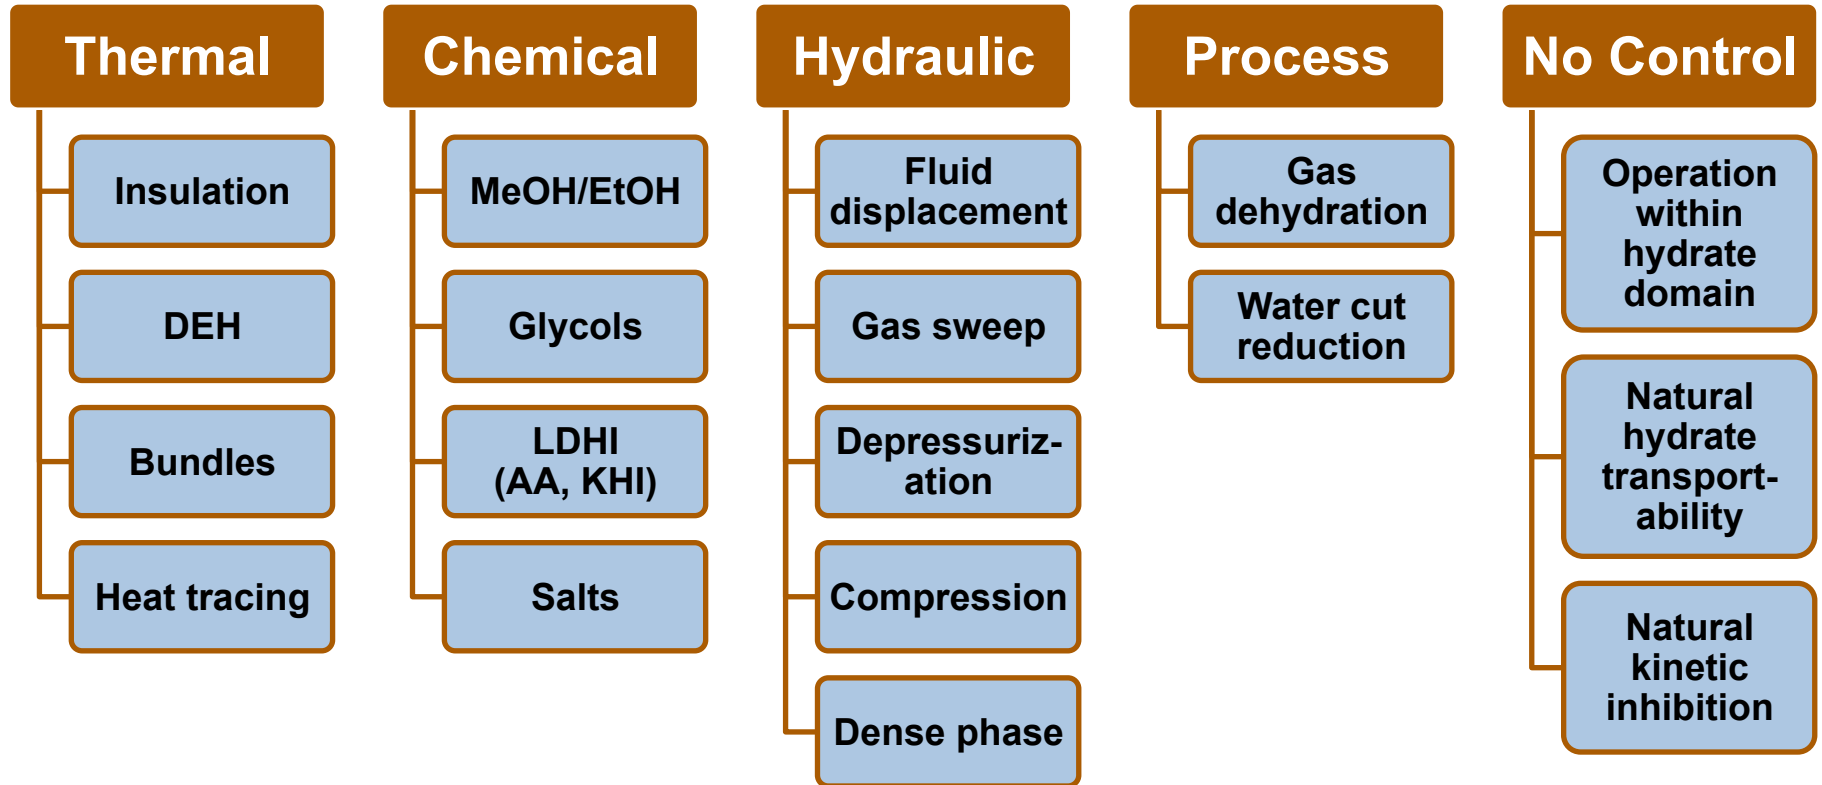 Thermal
Insulation
DEH
Bundles
Heat tracing
Chemical
MeOH/EtOH
Glycols
LDHI
(AA, KHI)
Salts
Hydraulic
Fluid
displacement
Gas sweep
Depressuriz-
ation
Compression
Dense phase
Process
Gas
dehydration
Water cut
reduction
No Control
Operation
within
hydrate
domain
Natural
hydrate
transport-
ability
Natural
kinetic
inhibition